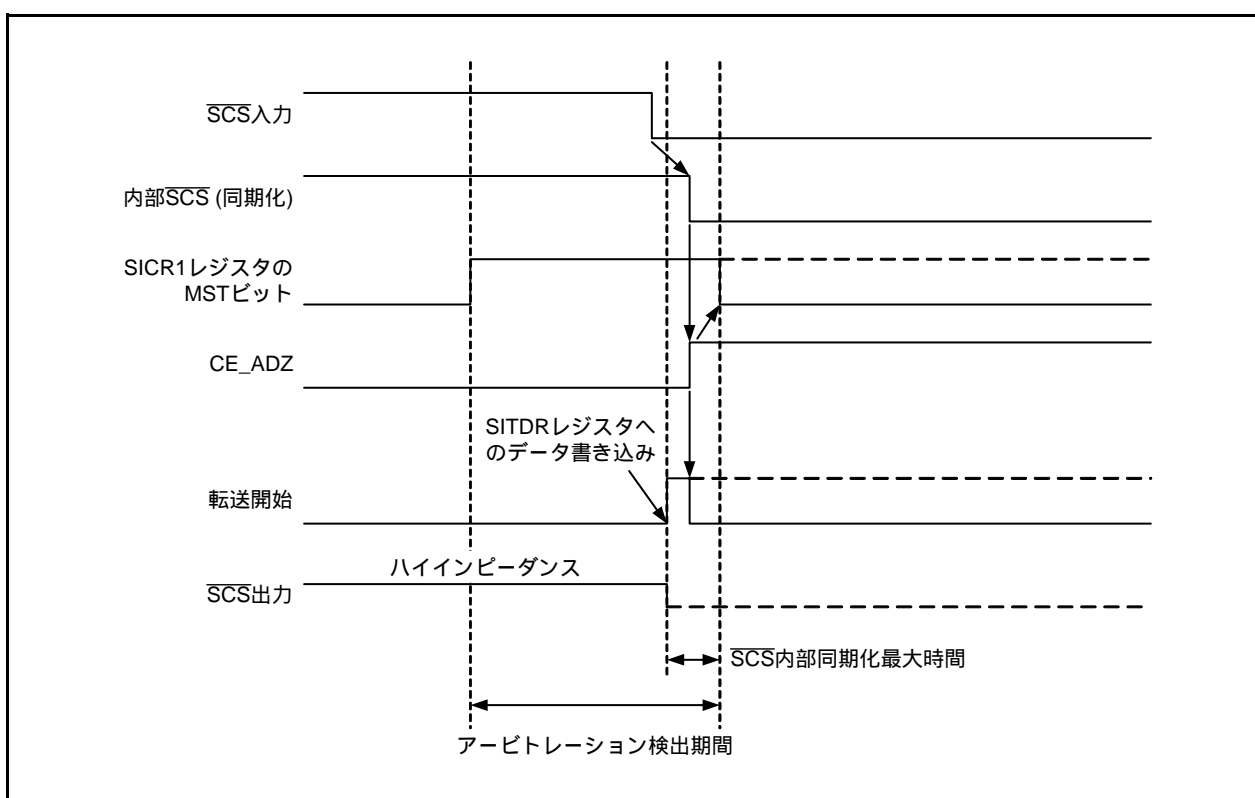 SCS入力
内部SCS (同期化)
SICR1レジスタの
MSTビット
CE_ADZ
SITDRレジスタへ
のデータ書き込み
転送開始
ハイインピーダンス
SCS出力
SCS内部同期化最大時間
アービトレーション検出期間